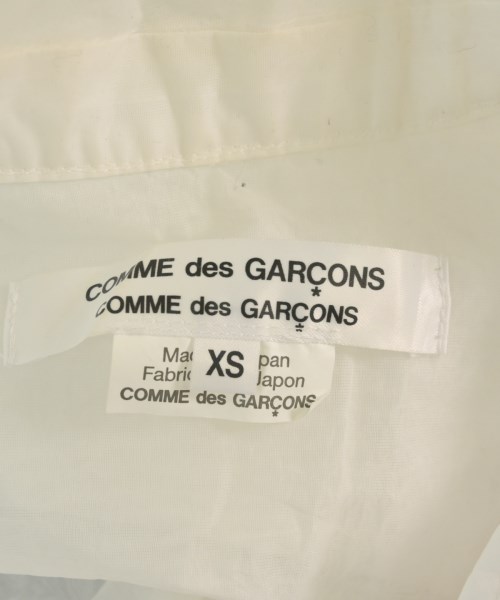 COMME des GARÇONS
COMME des GARÇONS
Mad XS pan
Fabric Japon
COMME des GARÇONS